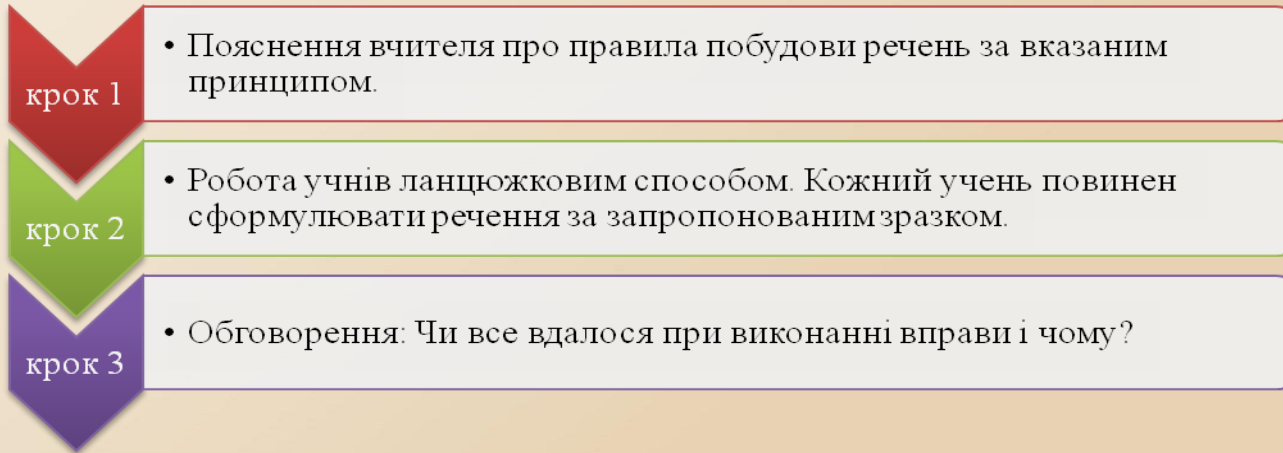 крок 1
• Пояснення вчителя про правила побудови речень за вказаним
принципом.
крок 2
• Робота учнів ланцюжковим способом. Кожний учень повинен
сформулювати речення за запропонованим зразком.
крок 3
• Обговорення: Чи все вдалося при виконанні вправи і чому?